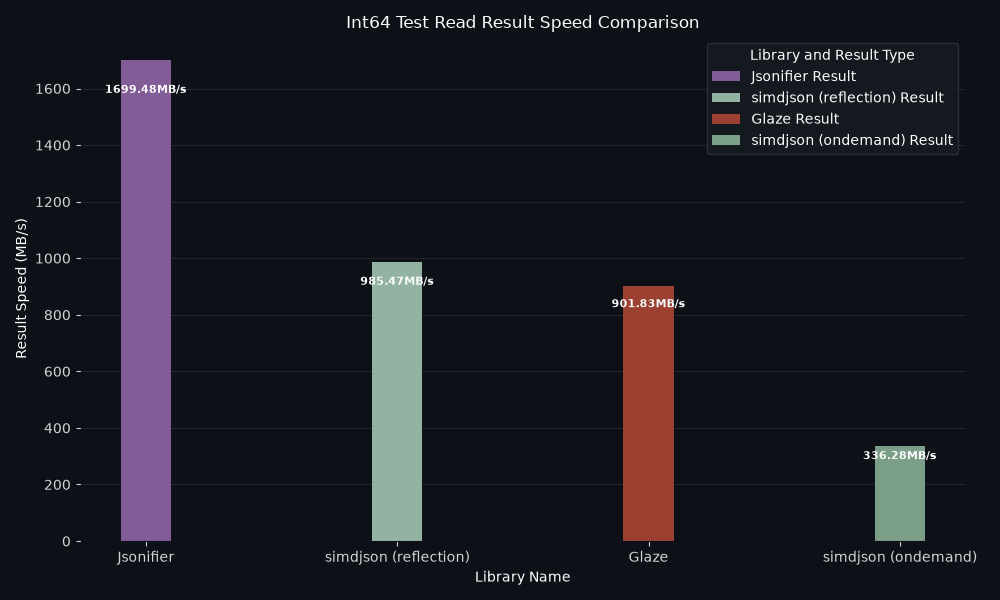 Int64 Test Read Result Speed Comparison
Library and Result Type
Jsonifier Result
simdjson (reflection) Result
Glaze Result
simdjson (ondemand) Result
Result Speed (MB/s)
1600
1400
1200
1000
800
600
400
200
0
1699.48MB/s
985.47MB/s
901.83MB/s
336.28MB/s
Jsonifier
simdjson (reflection)
Glaze
simdjson (ondemand)
Library Name